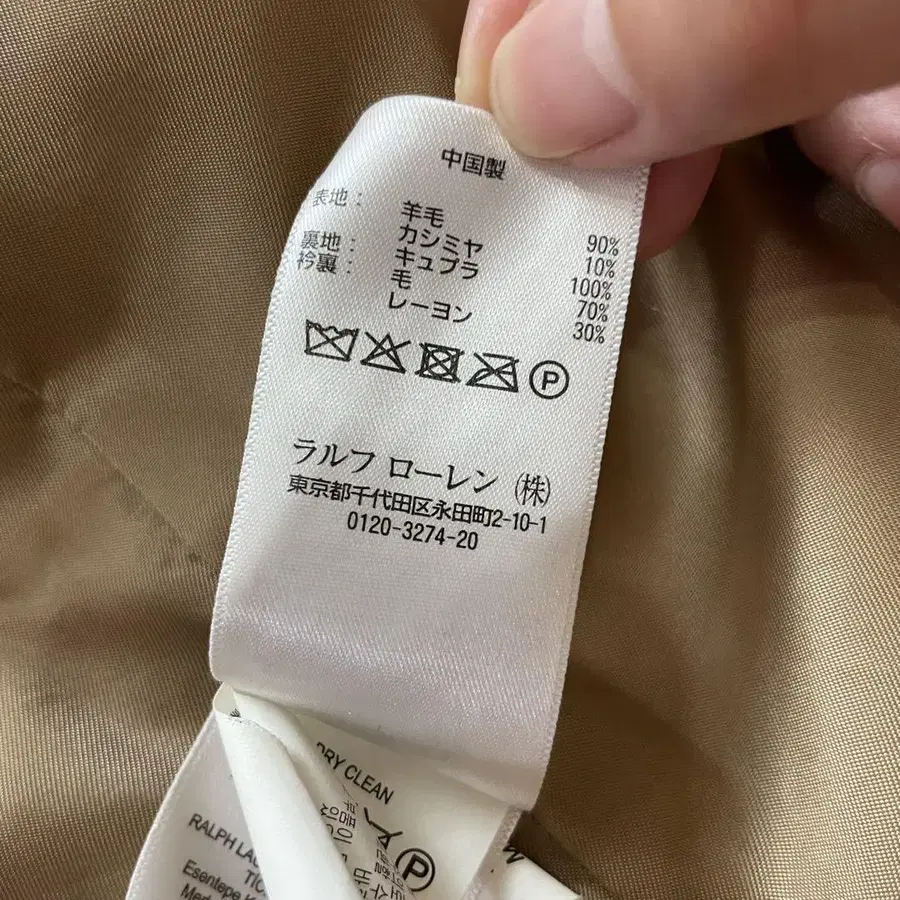 中国製
表地： 羊毛 90%
カシミヤ 10%
裏地： キュプラ 100%
衿裏： 毛 70%
レーヨン 30%
P
ラルフ ローレン ㈱
東京都千代田区永田町2-10-1
0120-3274-20
DRY CLEAN
P
RALPH
Esentepe